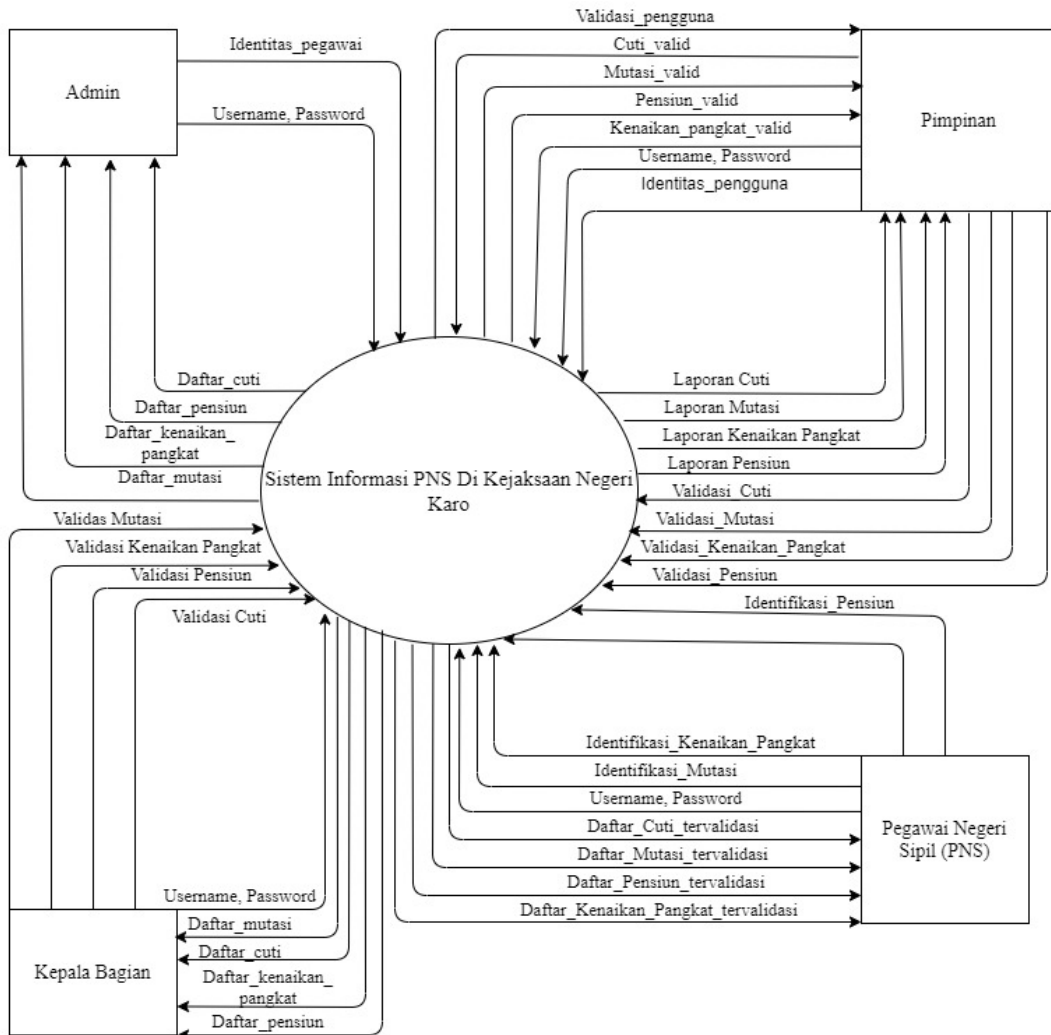 Validasi_pengguna
Cuti_valid
Mutasi_valid
Pensiun_valid
Kenaikan_pangkat_valid
Username, Password
Identitas_pengguna
Identitas_pegawai
Username, Password
Admin
Pimpinan
Daftar_cuti
Daftar_pensiun
Daftar_kenaikan_
pangkat
Daftar_mutasi
Laporan Cuti
Laporan Mutasi
Laporan Kenaikan Pangkat
Laporan Pensiun
Validasi_Cuti
Validasi_Mutasi
Validasi_Kenaikan_Pangkat
Validasi_Pensiun
Sistem Informasi PNS Di Kejaksaan Negeri
Karo
Validas Mutasi
Validasi Kenaikan Pangkat
Validasi Pensiun
Validasi Cuti
Identifikasi_Pensiun
Identifikasi_Kenaikan_Pangkat
Identifikasi_Mutasi
Username, Password
Daftar_Cuti_tervalidasi
Daftar_Mutasi_tervalidasi
Daftar_Pensiun_tervalidasi
Daftar_Kenaikan_Pangkat_tervalidasi
Pegawai Negeri
Sipil (PNS)
Username, Password
Daftar_mutasi
Daftar_cuti
Daftar_kenaikan_
pangkat
Daftar_pensiun
Kepala Bagian